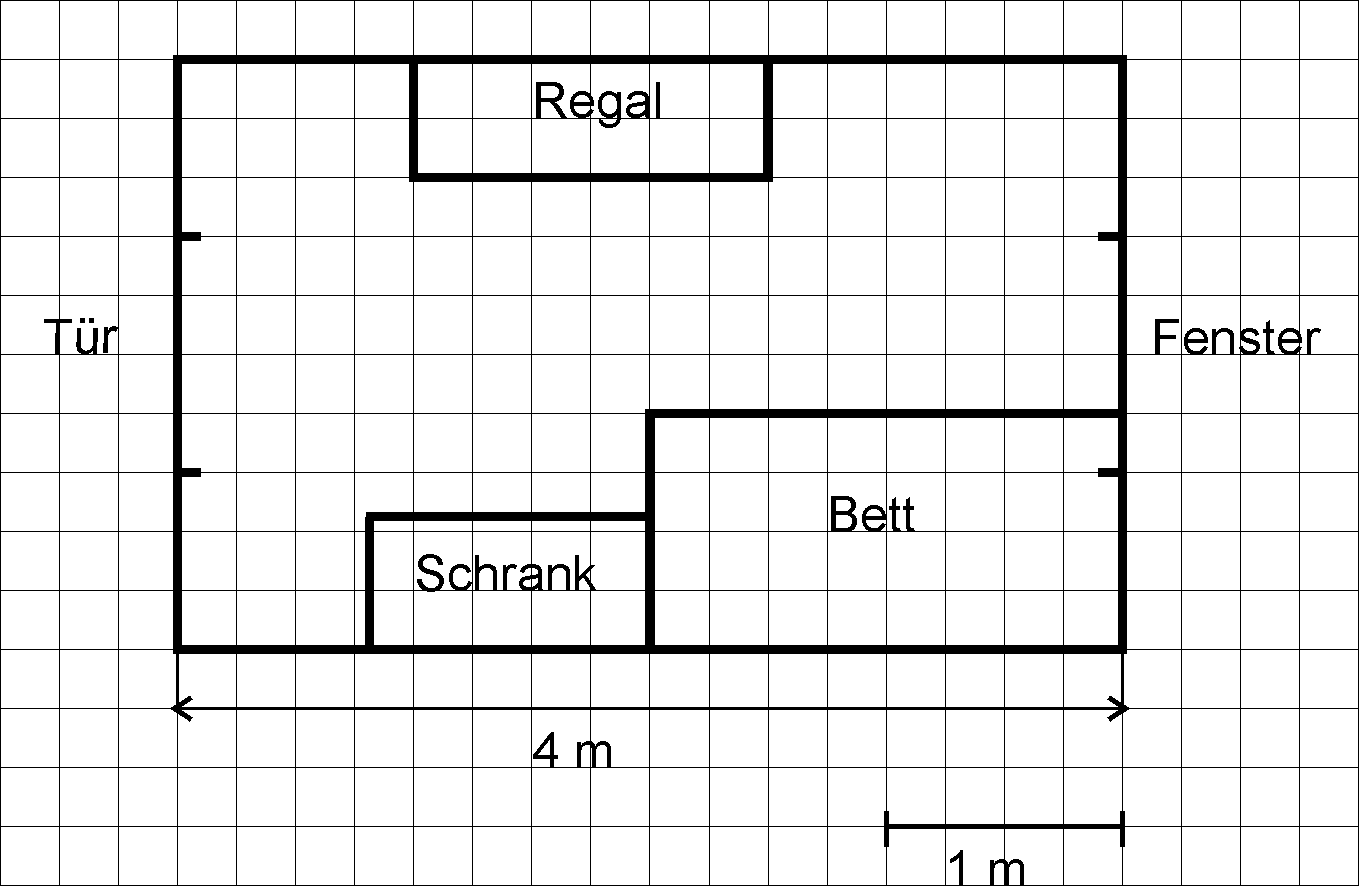 Regal
Tür
Fenster
Bett
Schrank
4 m
1 m